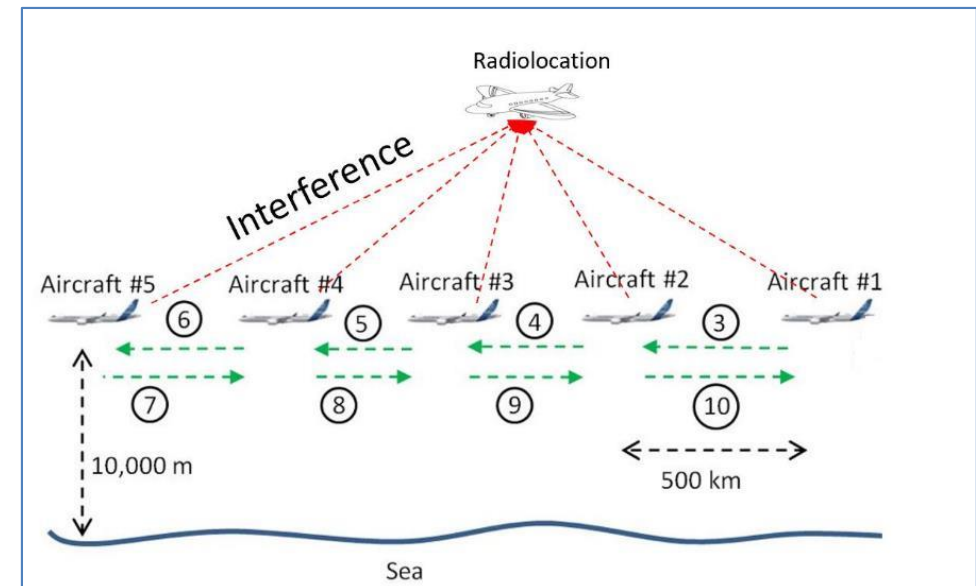 Radiolocation
Interference
Aircraft #5
Aircraft #4
Aircraft #3
Aircraft #2
Aircraft #1
6
5
4
3
7
8
9
10
10,000 m
500 km
Sea